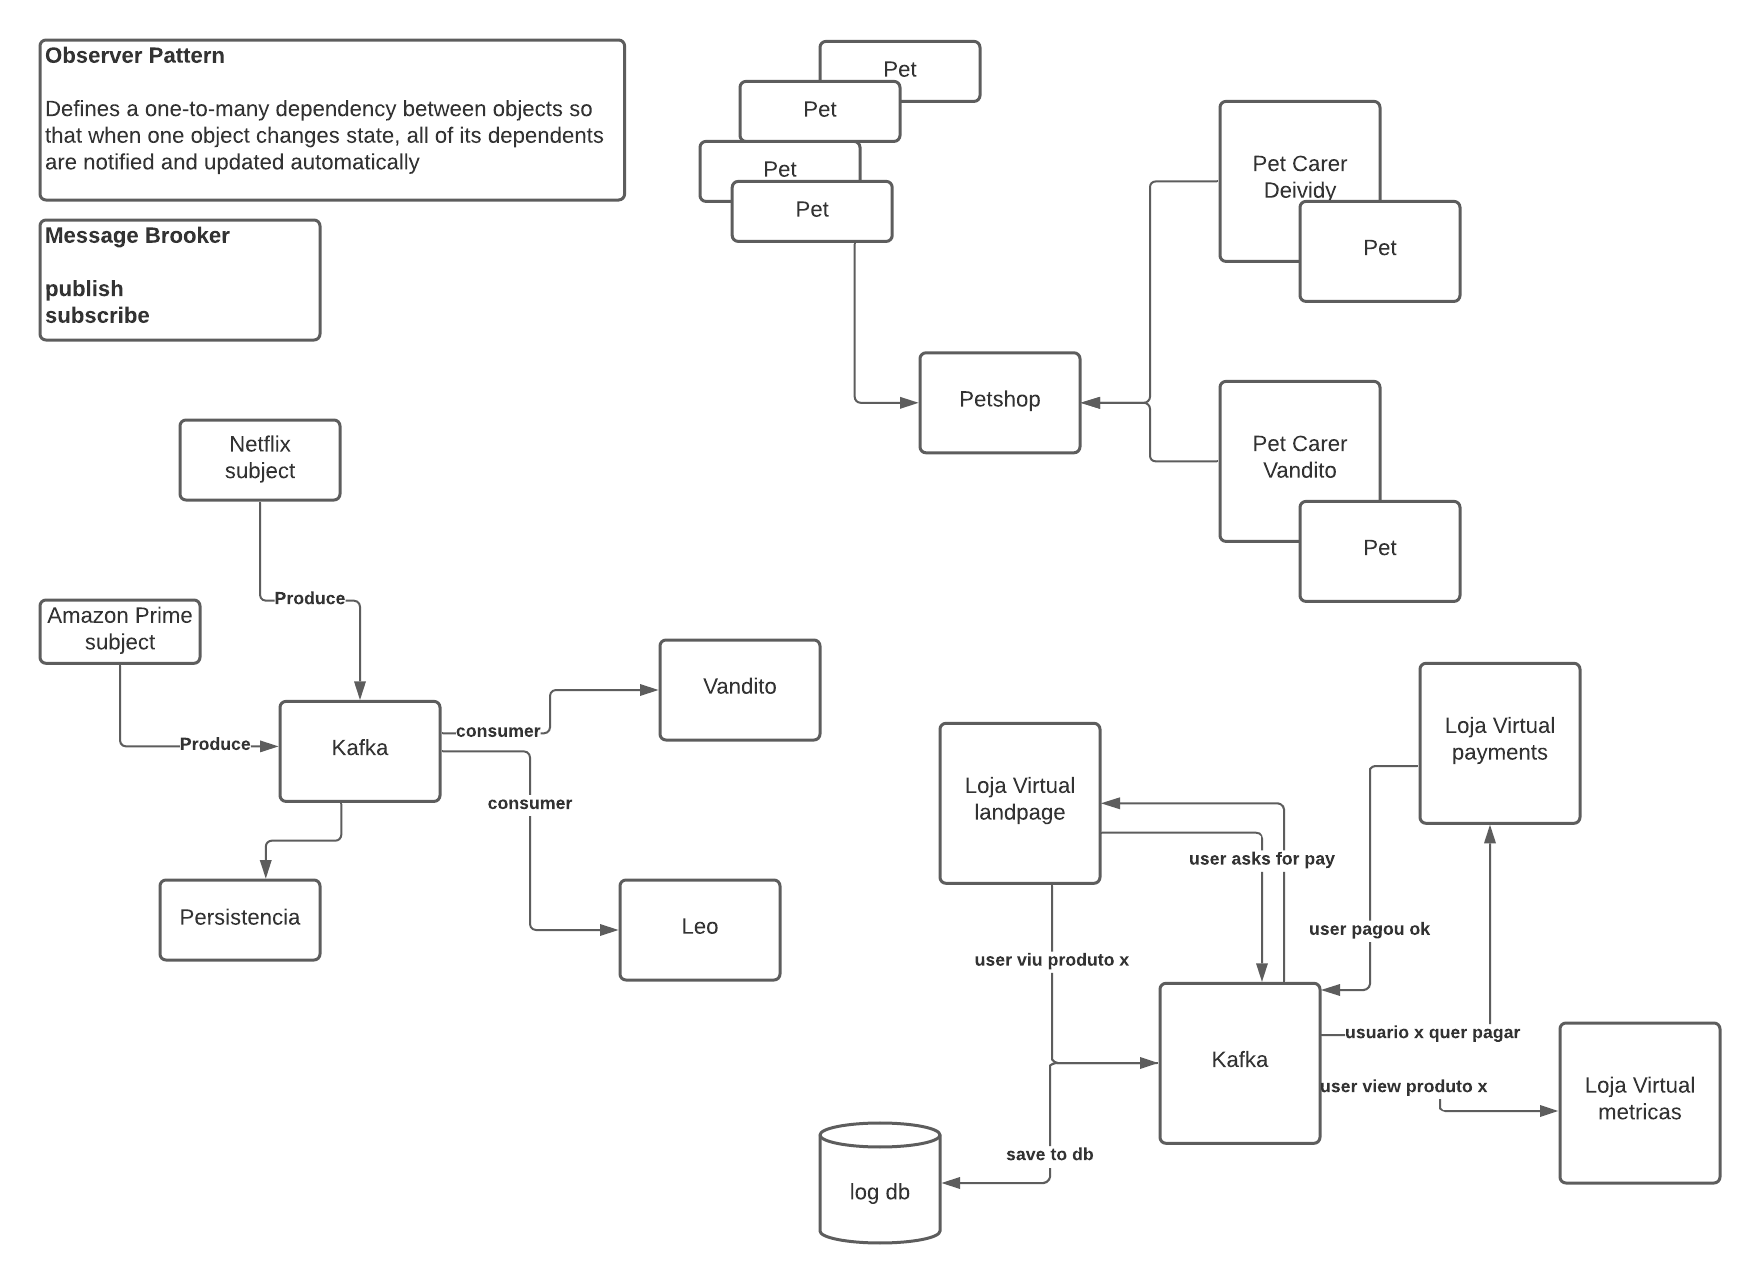 Observer Pattern
Defines a one-to-many dependency between objects so
that when one object changes state, all of its dependents
are notified and updated automatically
Message Brooker
publish
subscribe
Pet
Pet
Pet
Pet
Petshop
Pet Carer
Deividy
Pet
Pet Carer
Vandito
Pet
Netflix
subject
Produce
Amazon Prime
subject
Produce
Kafka
consumer
Vandito
consumer
Leo
Persistencia
Loja Virtual
landpage
user asks for pay
user viu produto x
Loja Virtual
payments
user pagou ok
usuario x quer pagar
Kafka
user view produto x
Loja Virtual
metricas
save to db
log db